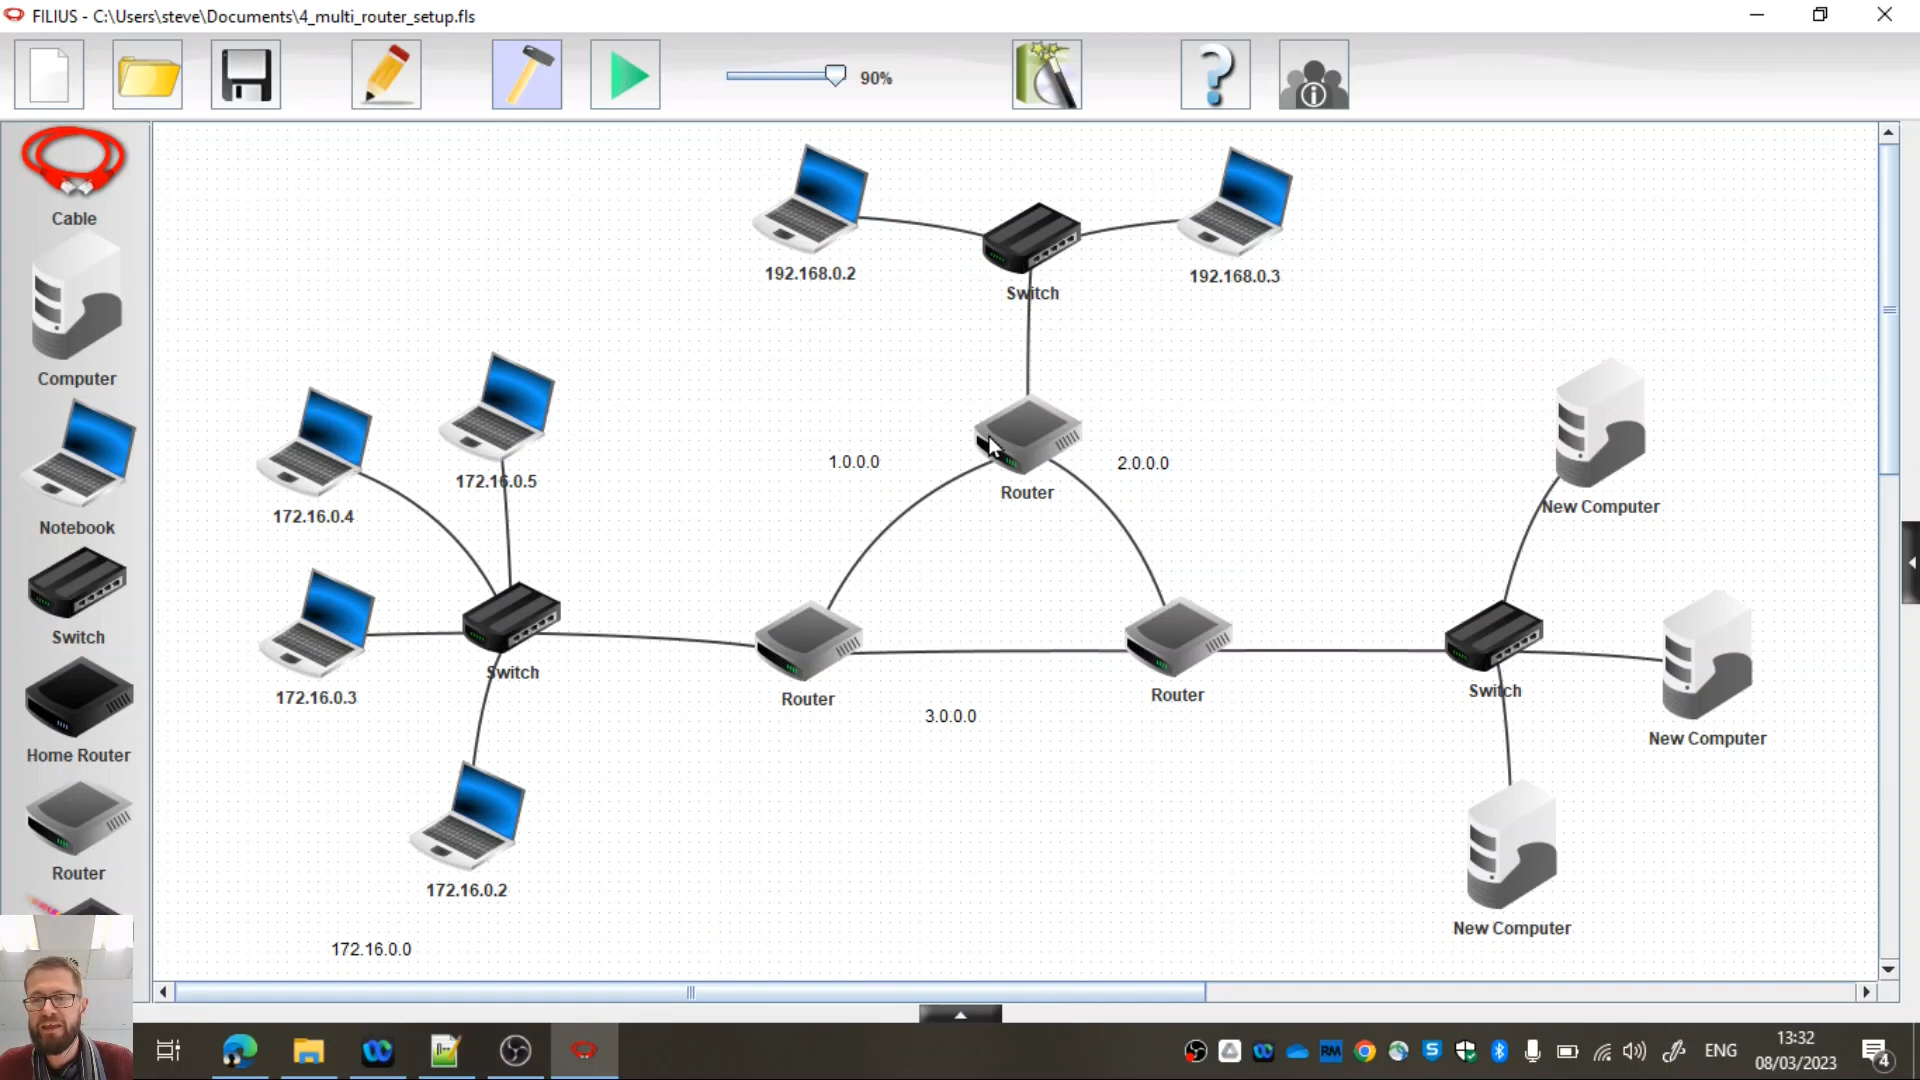 FILIUS - C:\Users\steve\Documents\4_multi_router_setup.fls
90%
Cable
Computer
Notebook
Switch
Home Router
Router
192.168.0.2
Switch
192.168.0.3
172.16.0.5
172.16.0.4
1.0.0.0
2.0.0.0
Router
New Computer
172.16.0.3
Switch
Router
3.0.0.0
Router
Switch
New Computer
172.16.0.2
New Computer
172.16.0.0
RM
S
ENG
13:32
08/03/2023
4